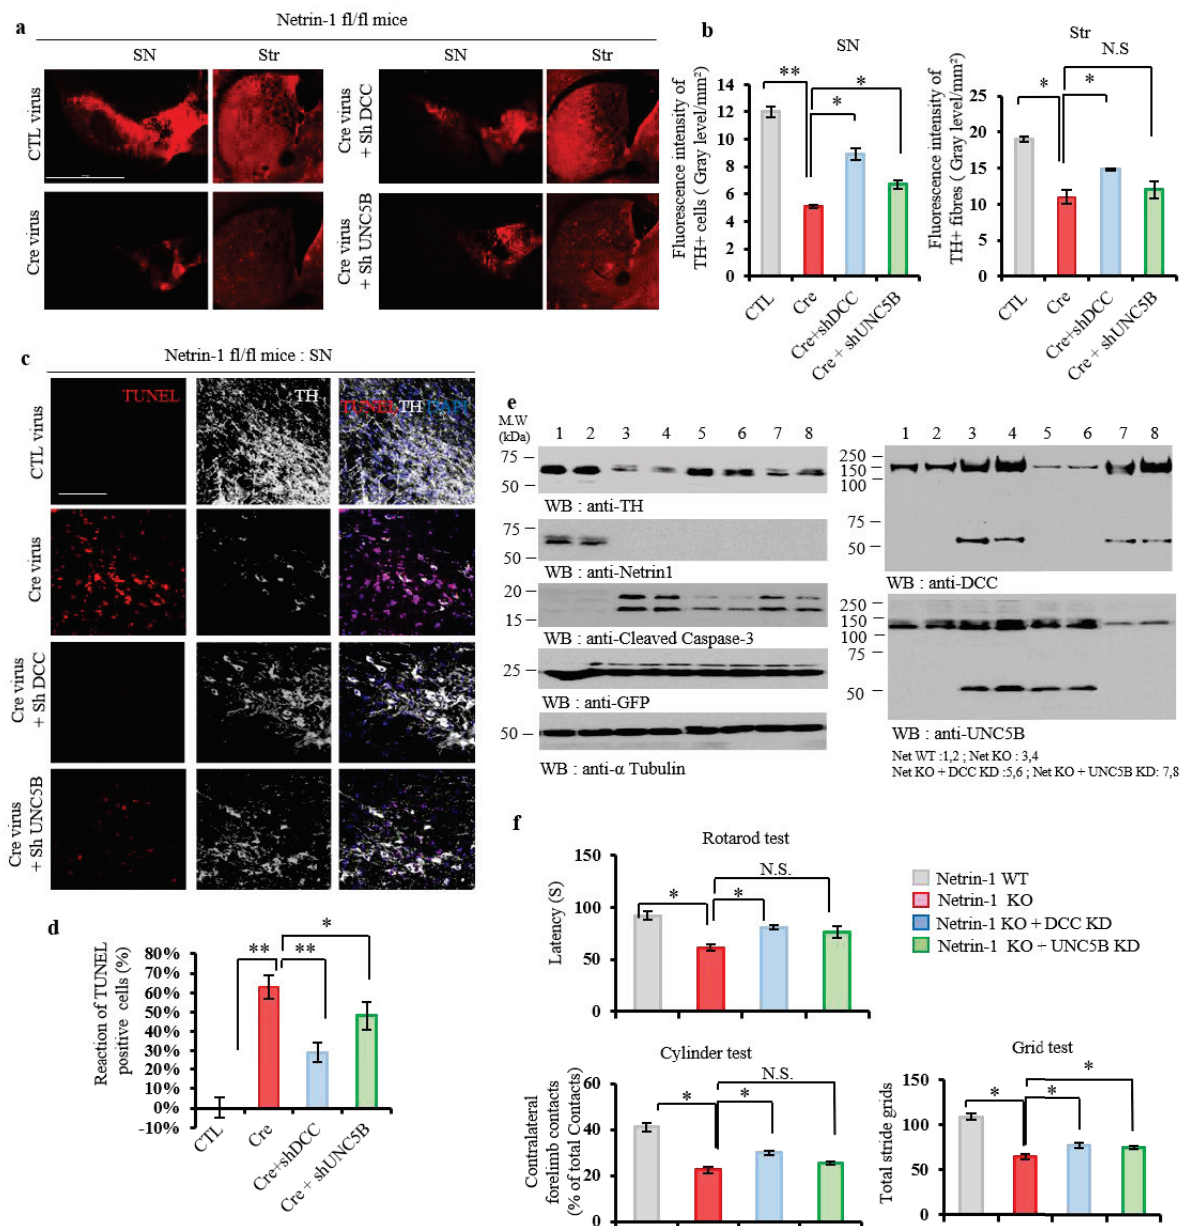 a
Netrin-1 fl/fl mice
SN
Str
SN
Str
CTL virus
Cre virus
Cre virus
+ Sh DCC
Cre virus
+ Sh UNC5B
b
SN
Fluorescence intensity of
TH+ cells ( Gray level/mm²)
14
12
10
8
6
4
2
0
**
*
*
CTL
Cre
Cre+shDCC
Cre + shUNC5B
Str
Fluorescence intensity of
TH+ fibres ( Gray level/mm²)
25
20
15
10
5
0
*
*
N.S
CTL
Cre
Cre+shDCC
Cre + shUNC5B
c
Netrin-1 fl/fl mice : SN
TUNEL
TH
TUNEL TH DAPI
CTL virus
Cre virus
Cre virus
+ Sh DCC
Cre virus
+ Sh UNC5B
d
Reaction of TUNEL
positive cells (%)
80%
70%
60%
50%
40%
30%
20%
10%
0%
-10%
**
**
*
CTL
Cre
Cre+shDCC
Cre + shUNC5B
e
M.W
(kDa)
1 2 3 4 5 6 7 8
75
50
WB : anti-TH
75
50
WB : anti-Netrin1
20
15
WB : anti-Cleaved Caspase-3
25
WB : anti-GFP
50
WB : anti-α Tubulin
1 2 3 4 5 6 7 8
250
150
100
75
50
WB : anti-DCC
250
150
100
75
50
WB : anti-UNC5B
Net WT :1,2 ; Net KO : 3,4
Net KO + DCC KD :5,6 ; Net KO + UNC5B KD: 7,8
f
Rotarod test
Latency (S)
150
100
50
0
*
*
N.S.
Netrin-1 WT
Netrin-1 KO
Netrin-1 KO + DCC KD
Netrin-1 KO + UNC5B KD
Cylinder test
Contralateral
forelimb contacts
(% of total Contacts)
60
40
20
0
*
*
N.S.
Grid test
Total stride grids
150
100
50
0
*
*
*